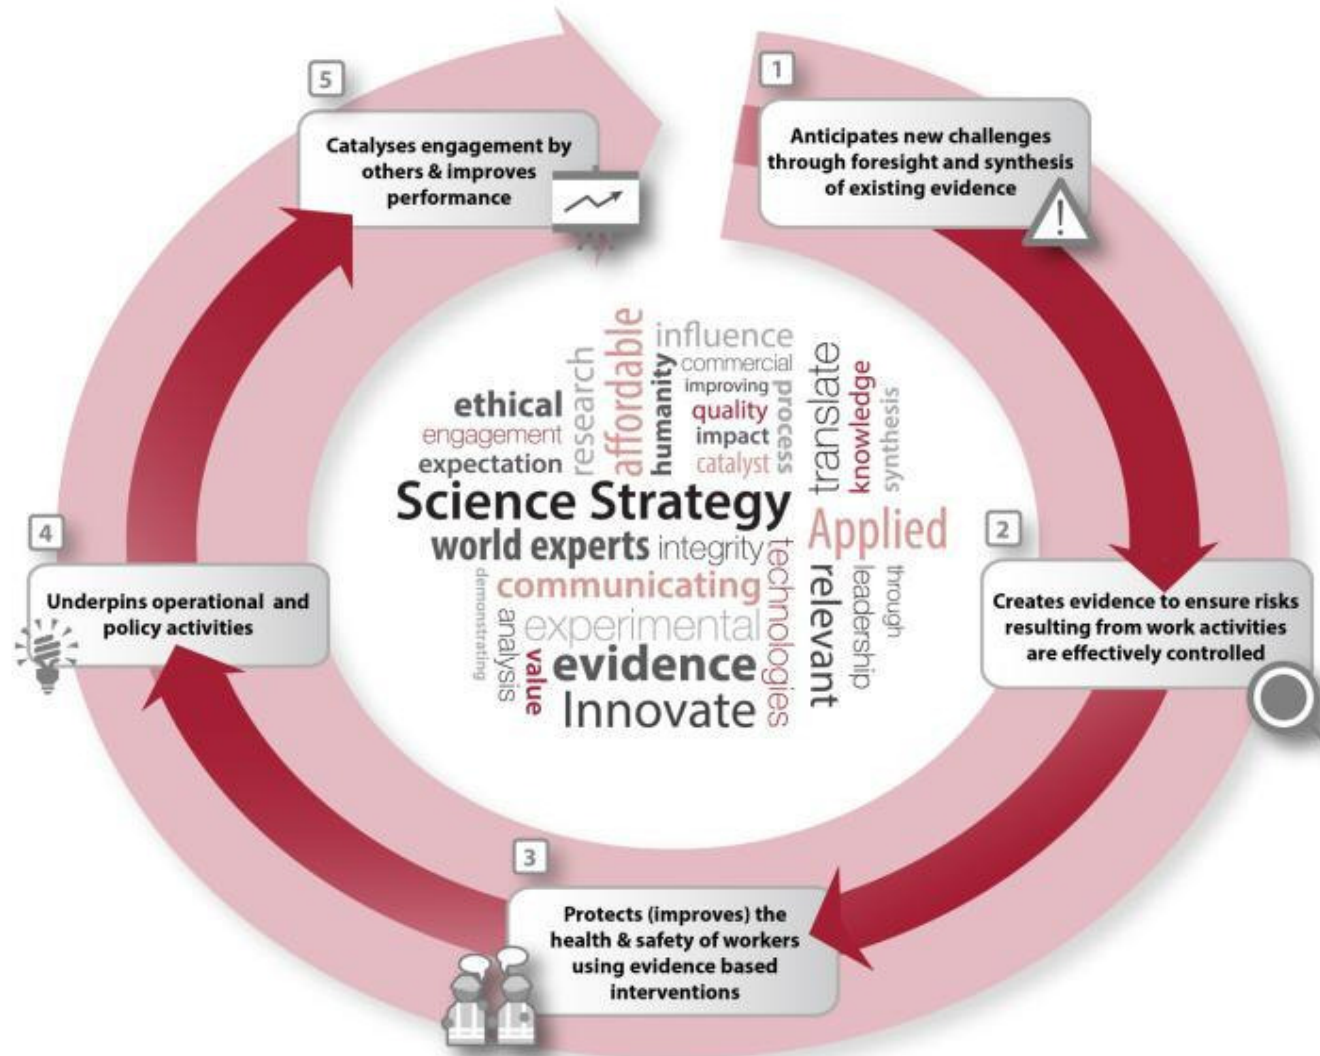 5
Catalyses engagement by
others & improves
performance
1
Anticipates new challenges
through foresight and synthesis
of existing evidence
4
Underpins operational and
policy activities
2
Creates evidence to ensure risks
resulting from work activities
are effectively controlled
3
Protects (improves) the
health & safety of workers
using evidence based
interventions
ethical
engagement
expectation
research
affordable
humanity
influence
commercial
improving
quality
impact
catalyst
process
translate
knowledge
synthesis
Science Strategy
world experts
integrity
Applied
communicating
demonstrating
analysis
experimental
value
evidence
Innovate
technologies
relevant
leadership
through